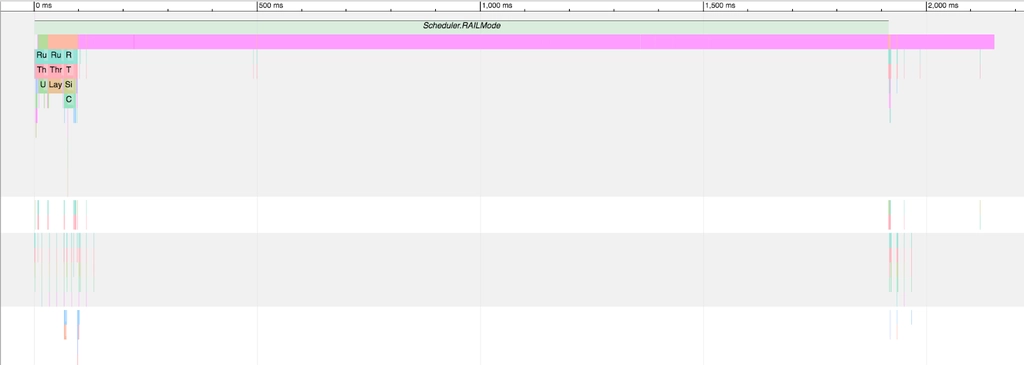 0 ms 500 ms 1,000 ms 1,500 ms 2,000 ms
Scheduler.RAILMode
Ru Ru R
Th Thr T
U Lay Si
C